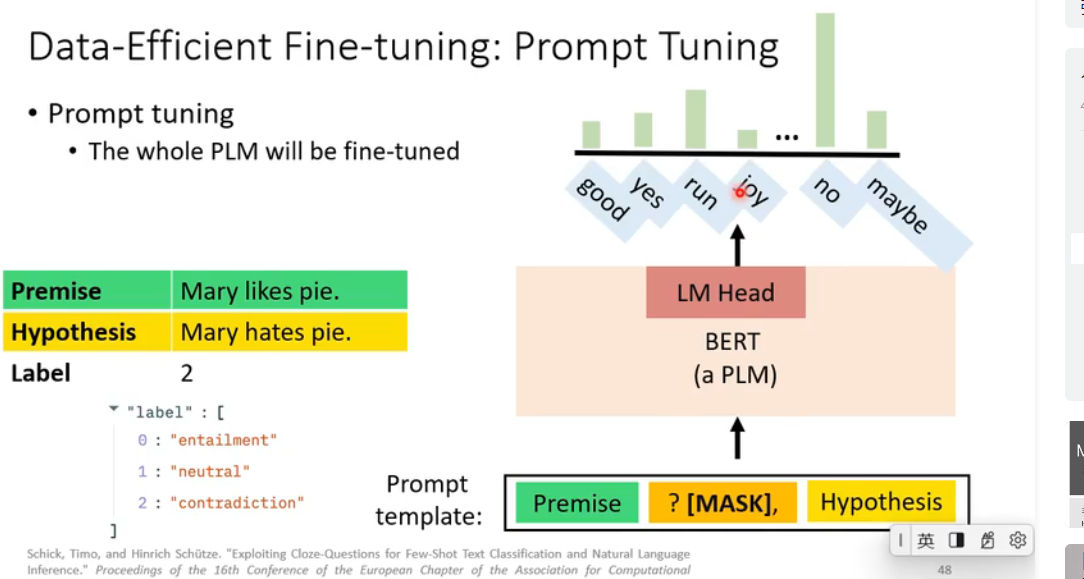 Data-Efficient Fine-tuning: Prompt Tuning
• Prompt tuning
• The whole PLM will be fine-tuned
...
good yes run joy no maybe
LM Head
BERT
(a PLM)
Premise Mary likes pie.
Hypothesis Mary hates pie.
Label 2
"label" : [
0 : "entailment"
1 : "neutral"
2 : "contradiction"
]
Prompt
template:
Premise ? [MASK], Hypothesis
英
Schick, Timo, and Hinrich Schütze. "Exploiting Cloze-Questions for Few-Shot Text Classification and Natural Language
Inference." Proceedings of the 16th Conference of the European Chapter of the Association for Computational
48